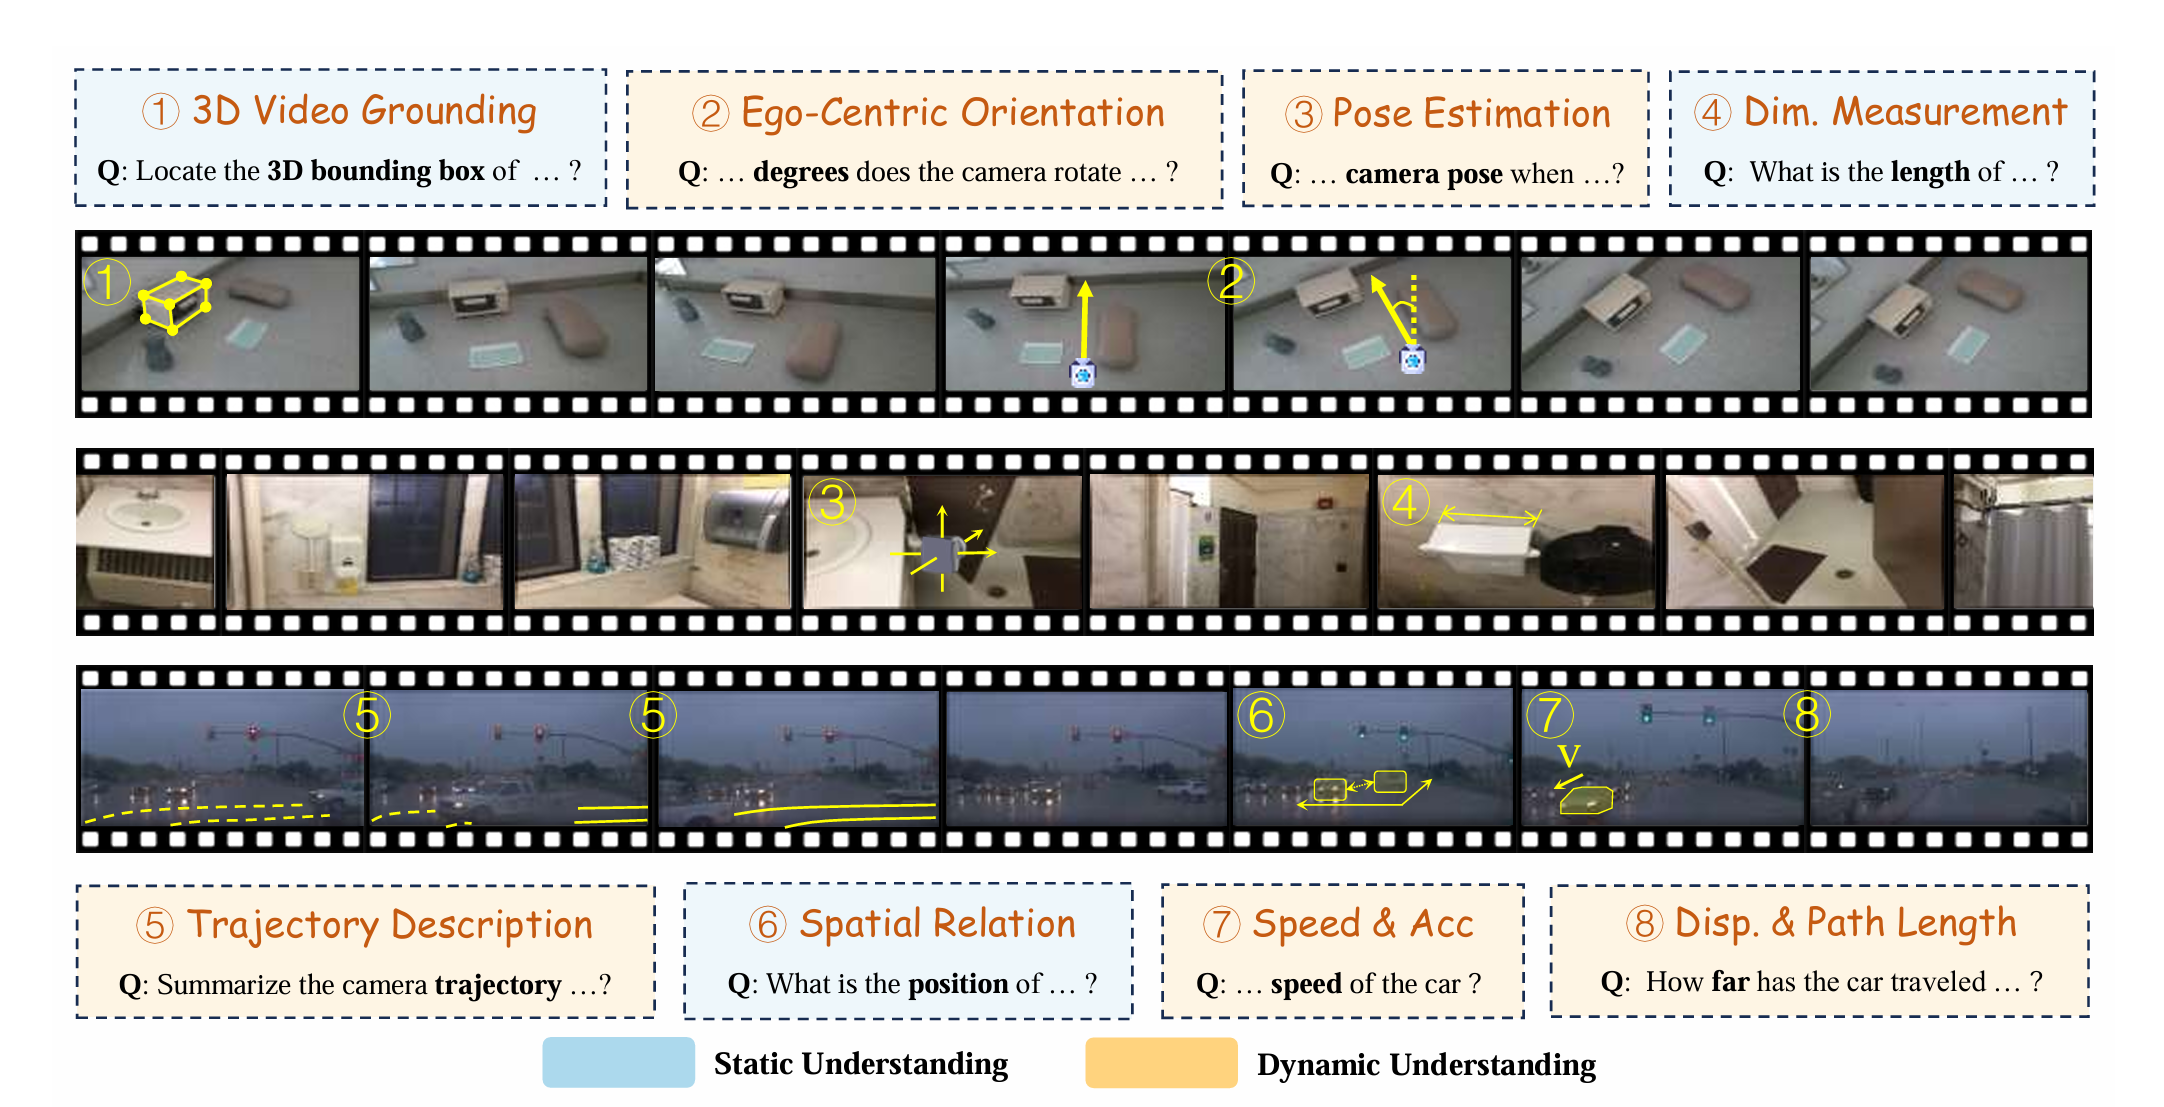 ① 3D Video Grounding
Q: Locate the 3D bounding box of … ?
② Ego-Centric Orientation
Q: … degrees does the camera rotate … ?
③ Pose Estimation
Q: … camera pose when …?
④ Dim. Measurement
Q: What is the length of … ?
①
②
③
④
⑤
⑤
⑥
⑦
V
⑧
⑤ Trajectory Description
Q: Summarize the camera trajectory …?
⑥ Spatial Relation
Q: What is the position of … ?
⑦ Speed & Acc
Q: … speed of the car ?
⑧ Disp. & Path Length
Q: How far has the car traveled … ?
Static Understanding
Dynamic Understanding